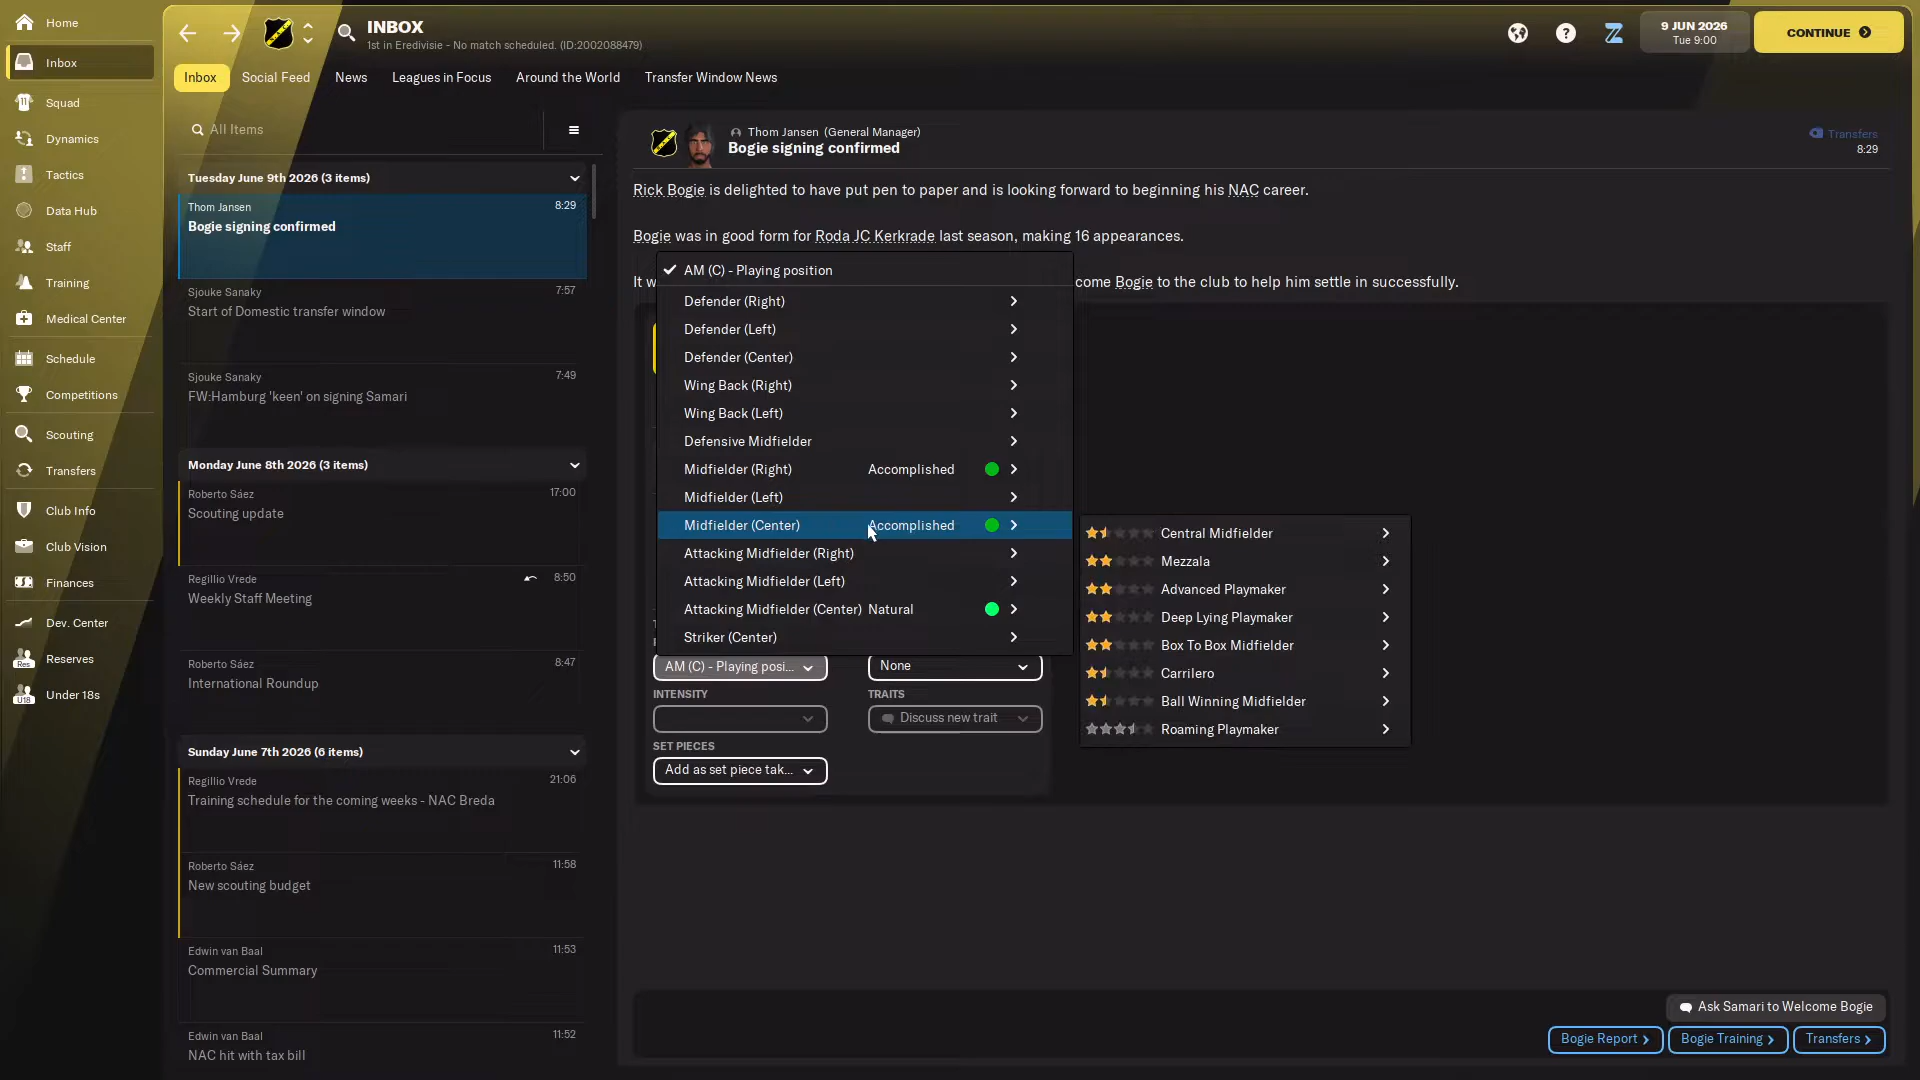 Home
Inbox
Squad
Dynamics
Tactics
Data Hub
Staff
Training
Medical Center
Schedule
Competitions
Scouting
Transfers
Club Info
Club Vision
Finances
Dev. Center
Res
Reserves
U18
Under 18s
INBOX
1st in Eredivisie - No match scheduled. (ID:2002088479)
9 JUN 2026
Tue 9:00
CONTINUE
Inbox
Social Feed
News
Leagues in Focus
Around the World
Transfer Window News
All Items
Tuesday June 9th 2026 (3 items)
Thom Jansen 8:29
Bogie signing confirmed
Sjouke Sanaky 7:57
Start of Domestic transfer window
Sjouke Sanaky 7:49
FW:Hamburg 'keen' on signing Samari
Monday June 8th 2026 (3 items)
Roberto Sáez 17:00
Scouting update
Regillio Vrede 8:50
Weekly Staff Meeting
Roberto Sáez 8:47
International Roundup
Sunday June 7th 2026 (6 items)
Regillio Vrede 21:06
Training schedule for the coming weeks - NAC Breda
Roberto Sáez 11:58
New scouting budget
Edwin van Baal 11:53
Commercial Summary
Edwin van Baal 11:52
NAC hit with tax bill
Thom Jansen (General Manager)
Bogie signing confirmed
Transfers
8:29
Rick Bogie is delighted to have put pen to paper and is looking forward to beginning his NAC career.
Bogie was in good form for Roda JC Kerkrade last season, making 16 appearances.
It w
come Bogie to the club to help him settle in successfully.
AM (C) - Playing position
Defender (Right)
Defender (Left)
Defender (Center)
Wing Back (Right)
Wing Back (Left)
Defensive Midfielder
Midfielder (Right) Accomplished
Midfielder (Left)
Midfielder (Center) Accomplished
Attacking Midfielder (Right)
Attacking Midfielder (Left)
Attacking Midfielder (Center) Natural
Striker (Center)
Central Midfielder
Mezzala
Advanced Playmaker
Deep Lying Playmaker
Box To Box Midfielder
Carrilero
Ball Winning Midfielder
Roaming Playmaker
AM (C) - Playing posi...
None
INTENSITY
TRAITS
Discuss new trait
SET PIECES
Add as set piece tak...
Ask Samari to Welcome Bogie
Bogie Report
Bogie Training
Transfers